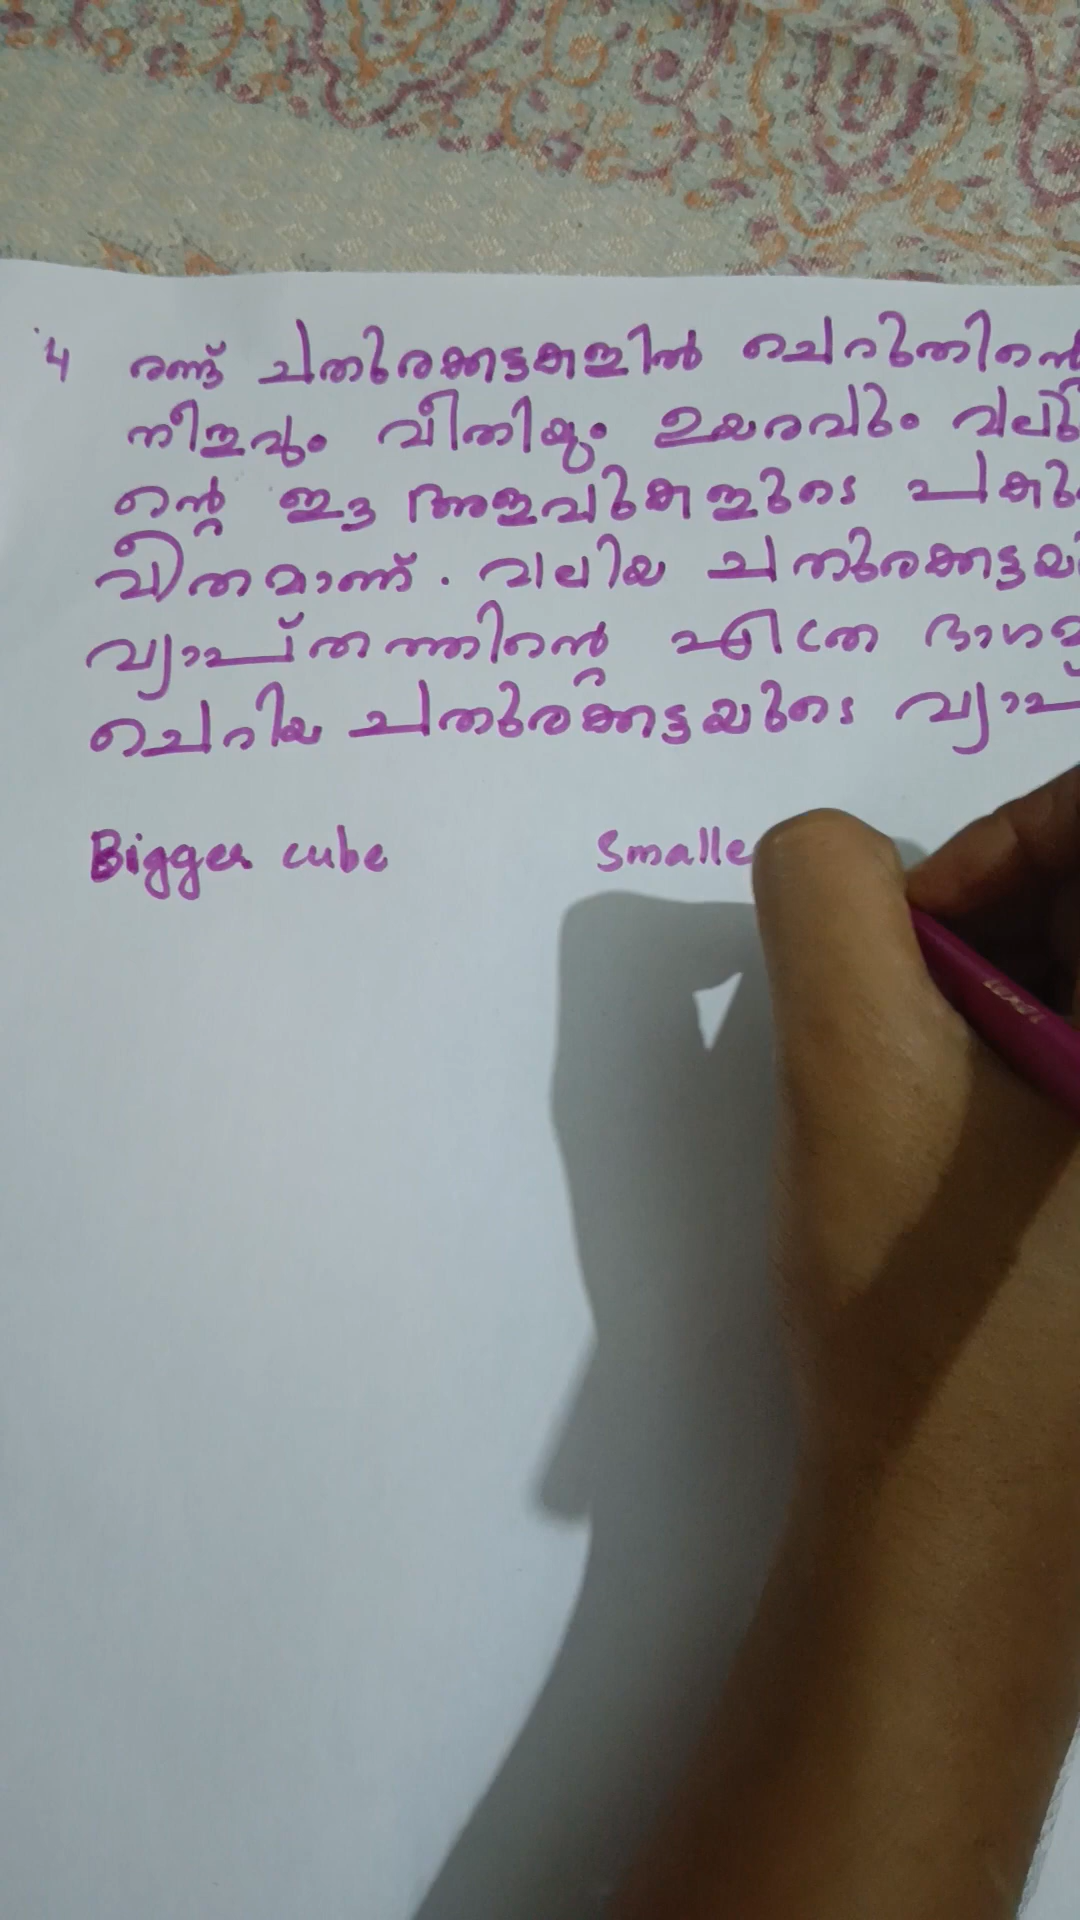 4 രണ്ട് ചതുരക്കട്ടകളിൽ ചെറുതിന്റെ
നീളവും വീതിയും ഉയരവും വലി
ന്റെ ഈ അളവുകളുടെ പകു
വീതമാണ്. വലിയ ചതുരക്കട്ടയ
വ്യാപ്തത്തിന്റെ എത്ര ഭാഗമ
ചെറിയ ചതുരക്കട്ടയുടെ വ്യാപ്
Bigger cube Smalle